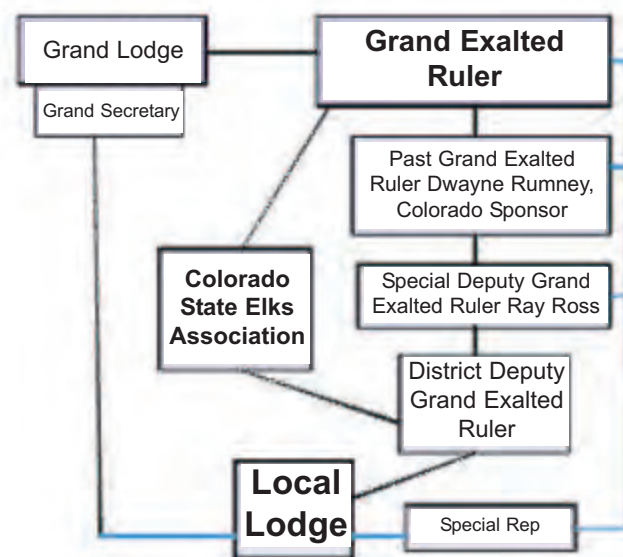 Grand Lodge
Grand Exalted
Ruler
Grand Secretary
Past Grand Exalted
Ruler Dwayne Rumney,
Colorado Sponsor
Colorado
State Elks
Association
Special Deputy Grand
Exalted Ruler Ray Ross
District Deputy
Grand Exalted
Ruler
Local
Lodge
Special Rep